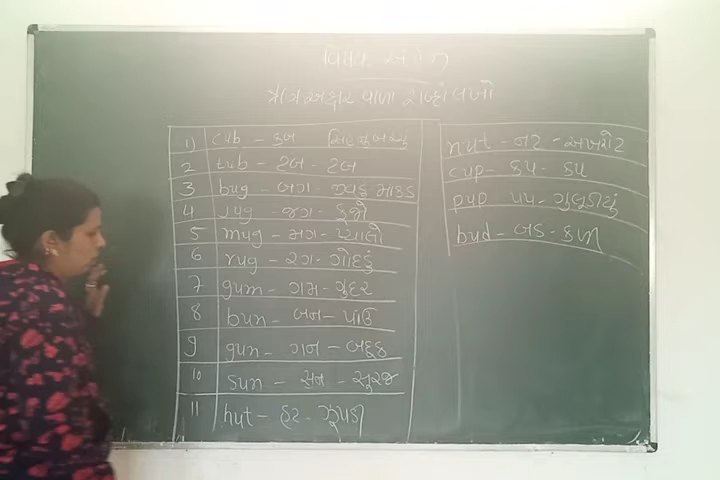 વિષય - અંગ્રેજી
ત્રણ અક્ષર વાળા શબ્દો લખો
1) cub - કબ સિંહનું બચ્ચું
2 tub - ટબ - ટબ
3 bug - બગ - જીવડું માકડ
4 Jug - જગ - કુંજો
5 mug - મગ - પ્યાલો
6 rug - રગ - ગોદડું
7 gum - ગમ - ગુંદર
8 bun - બન - પાંઉ
9 gun - ગન - બંદૂક
10 sun - સન - સુરજ
11 hut - હટ - ઝૂંપડી
nut - નટ - અખરોટ
cup - કપ - કપ
pup - પપ - ગુલુડીયું
bud - બડ - કળી